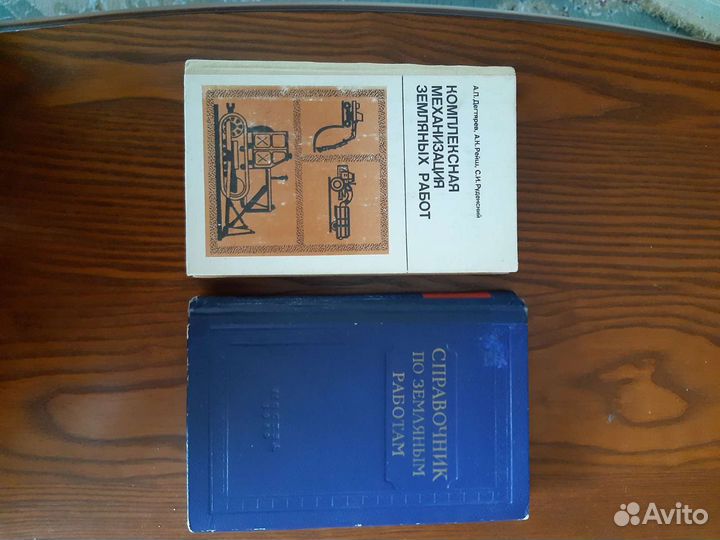 А.П. Дегтярев, А.К. Рейш, С.И. Руденский
КОМПЛЕКСНАЯ
МЕХАНИЗАЦИЯ
ЗЕМЛЯНЫХ РАБОТ
СПРАВОЧНИК
ПО ЗЕМЛЯНЫМ
РАБОТАМ
Avito